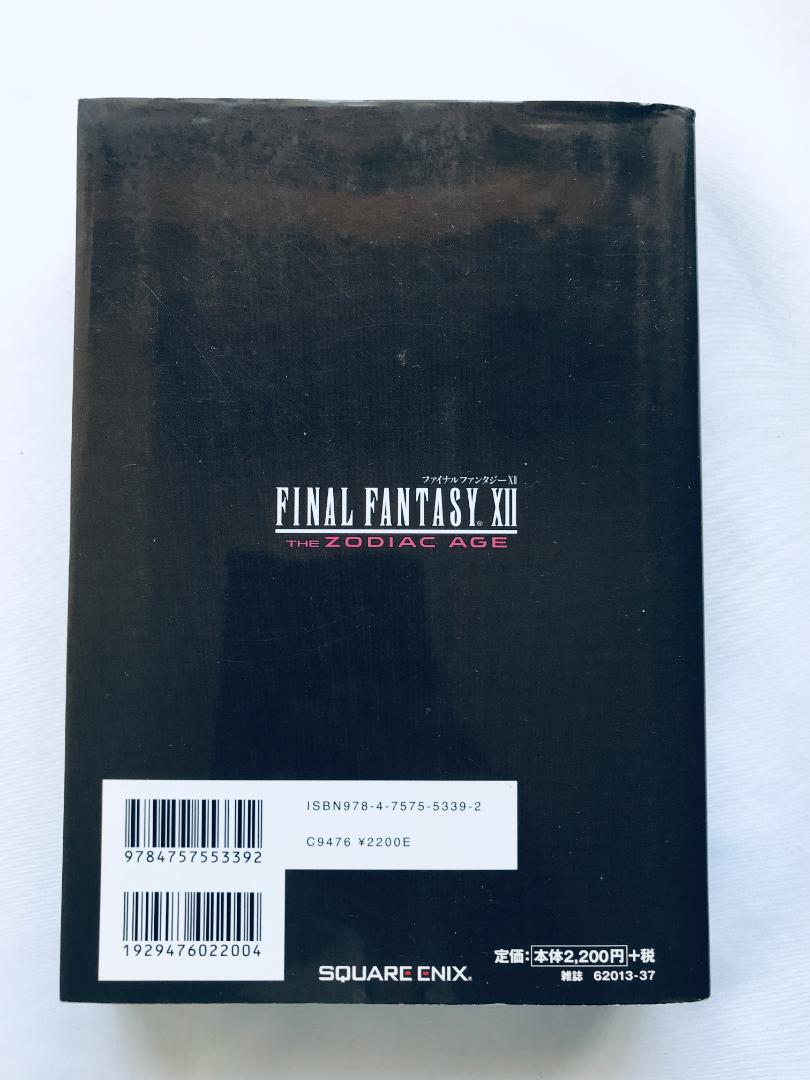 ファイナルファンタジーXII
FINAL FANTASY® XII
THE ZODIAC AGE
ISBN978-4-7575-5339-2
C9476 ¥2200E
9784757553392
1929476022004
定価：本体2,200円+税
雑誌 62013-37
SQUARE ENIX®